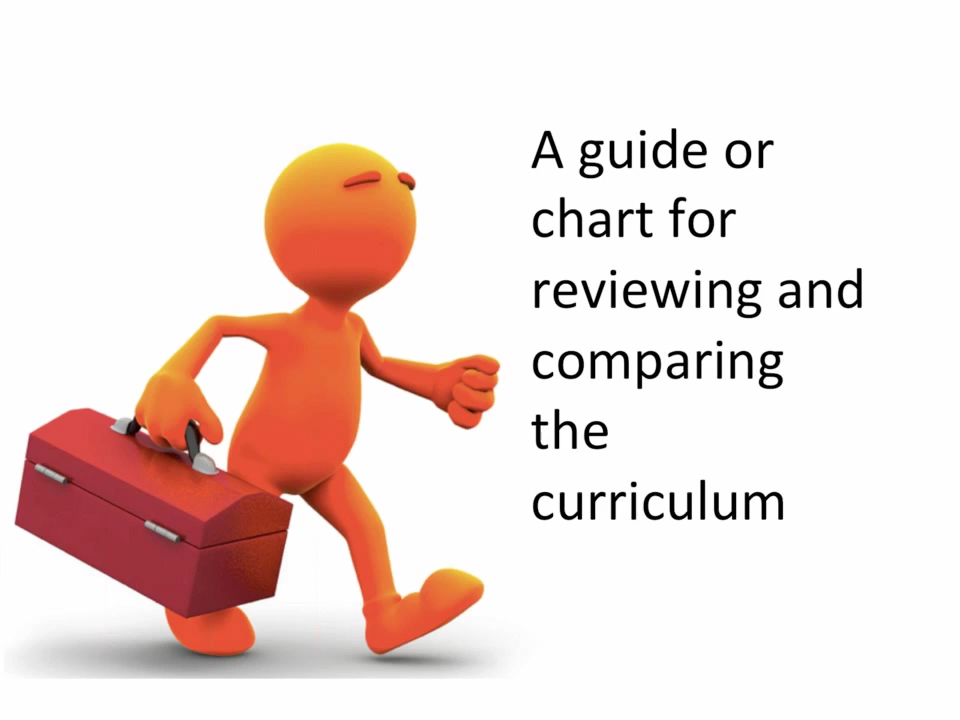 A guide or
chart for
reviewing and
comparing
the
curriculum